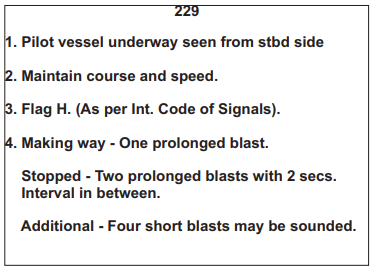 229
1. Pilot vessel underway seen from stbd side
2. Maintain course and speed.
3. Flag H. (As per Int. Code of Signals).
4. Making way - One prolonged blast.
Stopped - Two prolonged blasts with 2 secs.
Interval in between.
Additional - Four short blasts may be sounded.